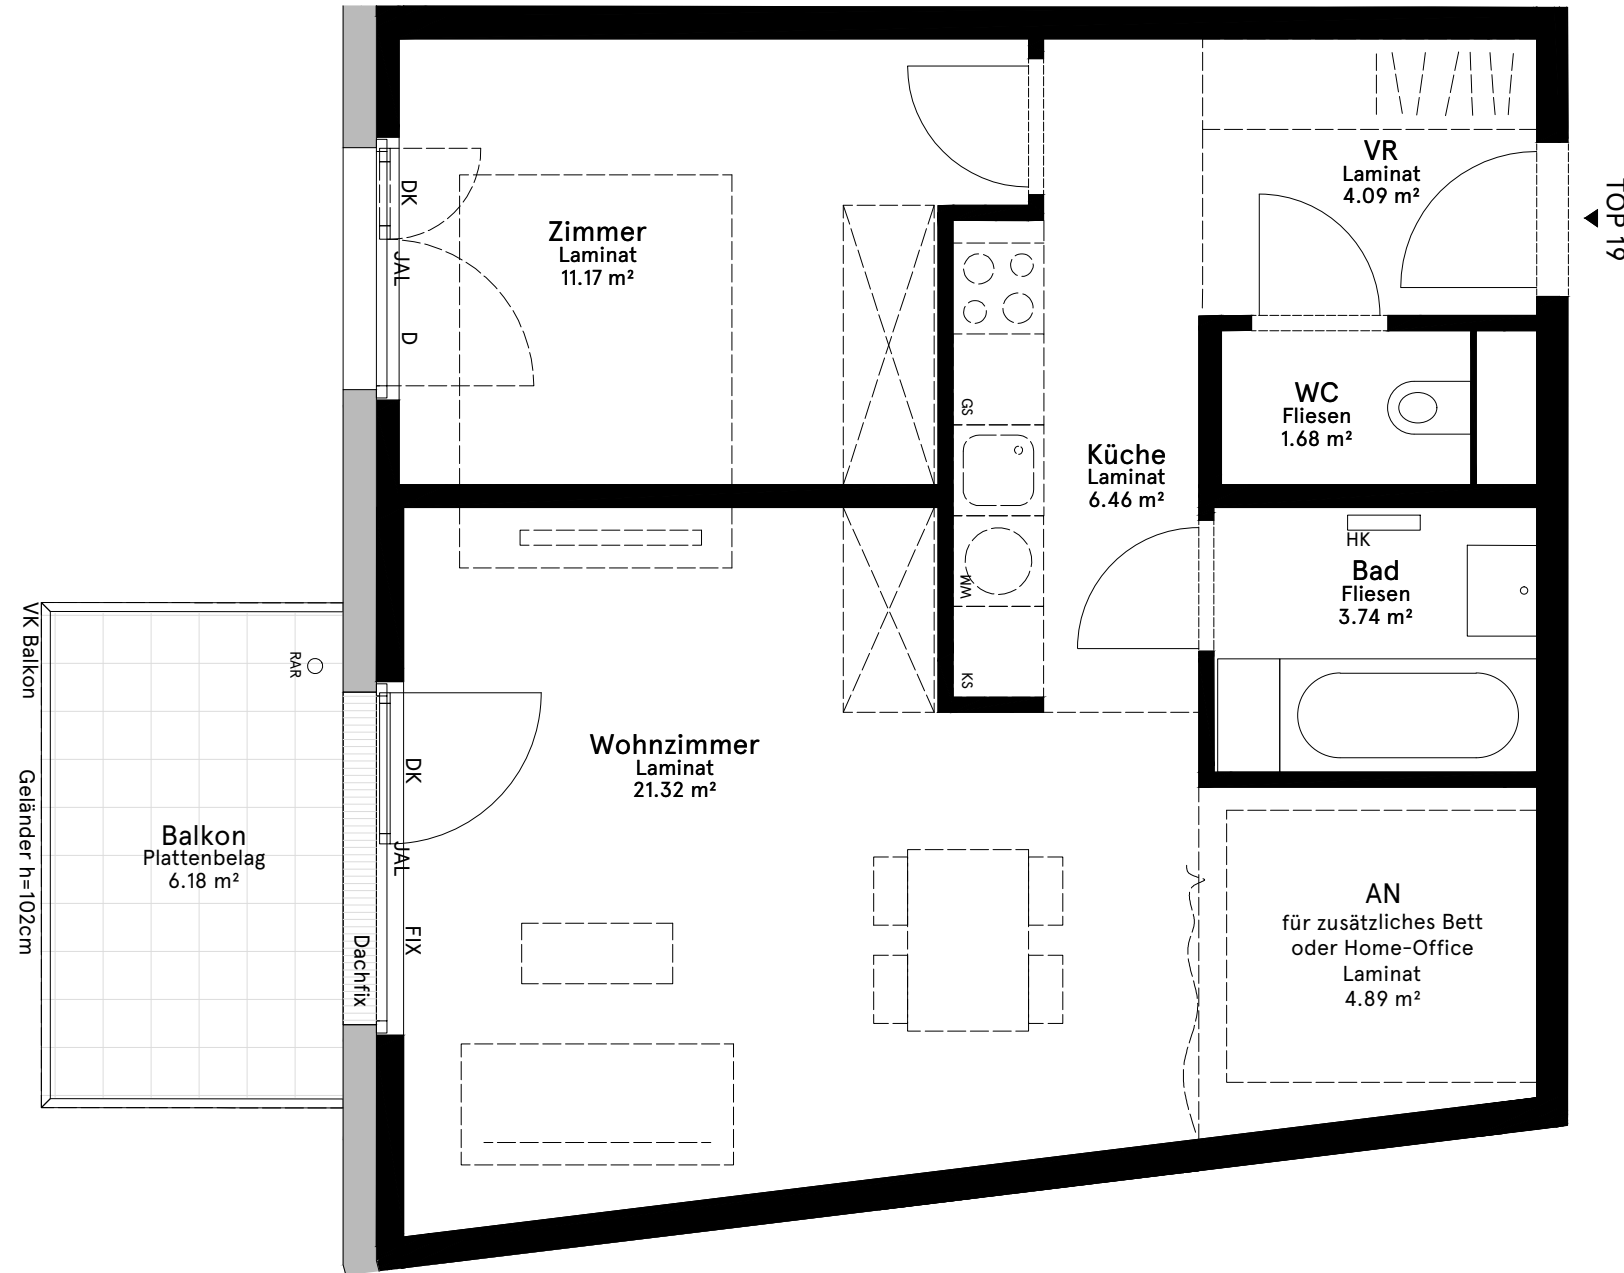 VR
Laminat
4.09 m²
TOP 19
DK
JAL
D
Zimmer
Laminat
11.17 m²
GS
WC
Fliesen
1.68 m²
Küche
Laminat
6.46 m²
HK
Bad
Fliesen
3.74 m²
WM
KS
VK Balkon
Geländer h=102cm
RAR
Balkon
Plattenbelag
6.18 m²
DK
JAL
FIX
Dachfix
Wohnzimmer
Laminat
21.32 m²
AN
für zusätzliches Bett
oder Home-Office
Laminat
4.89 m²